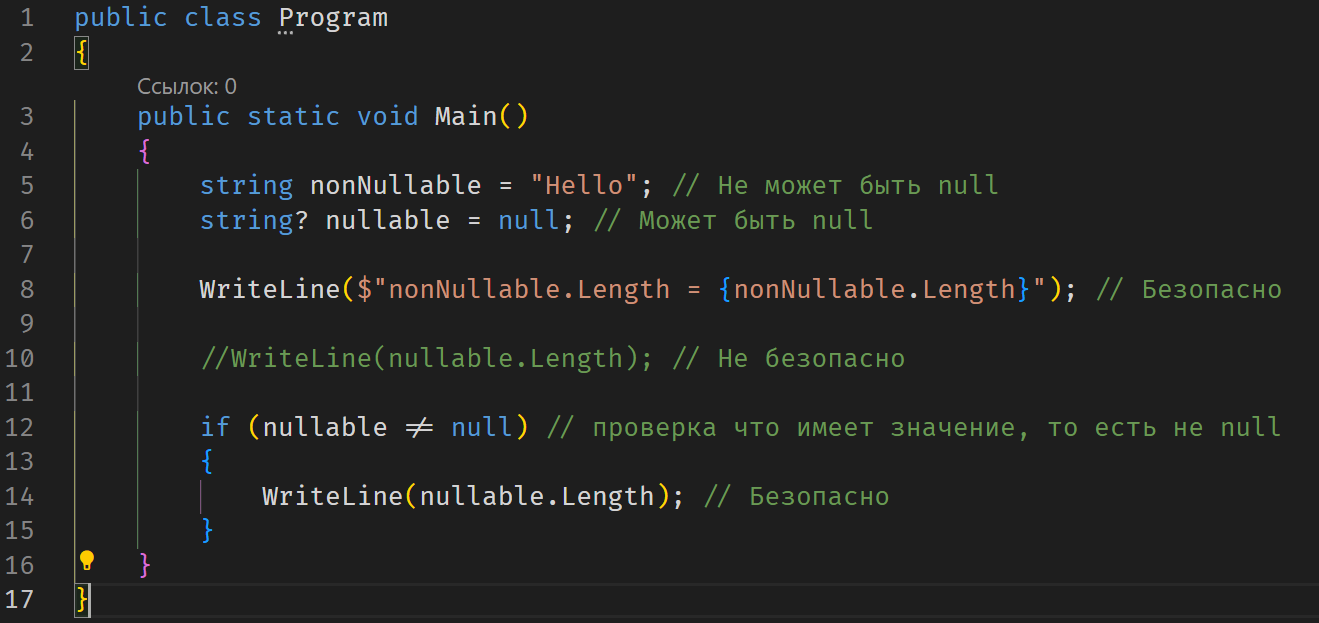 1 public class Program
2 {
Ссылок: 0
3 public static void Main()
4 {
5 string nonNullable = "Hello"; // Не может быть null
6 string? nullable = null; // Может быть null
7
8 WriteLine($"nonNullable.Length = {nonNullable.Length}"); // Безопасно
9
10 //WriteLine(nullable.Length); // Не безопасно
11
12 if (nullable ≠ null) // проверка что имеет значение, то есть не null
13 {
14 WriteLine(nullable.Length); // Безопасно
15 }
16 }
17 }